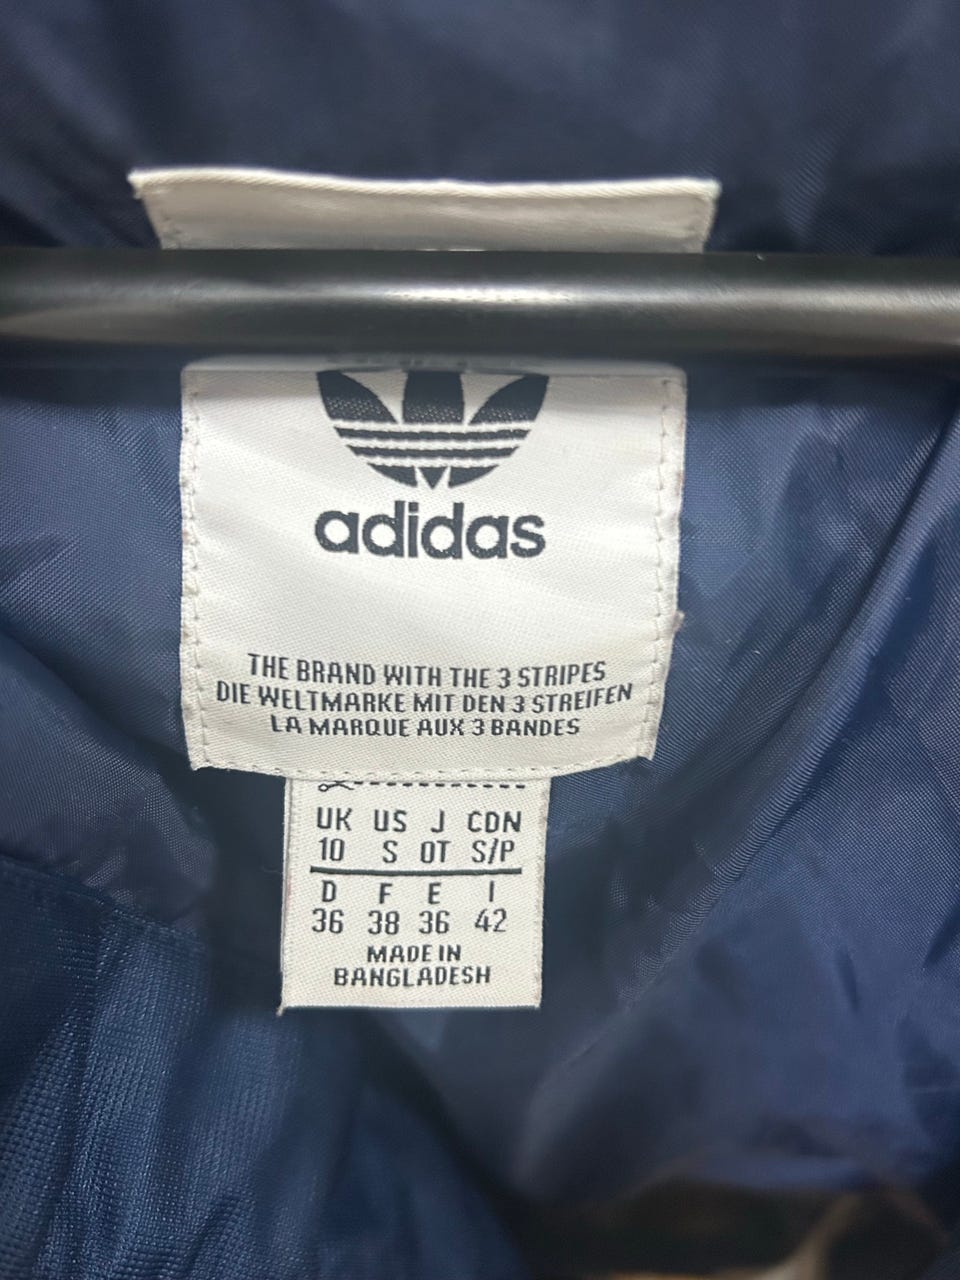 adidas
THE BRAND WITH THE 3 STRIPES
DIE WELTMARKE MIT DEN 3 STREIFEN
LA MARQUE AUX 3 BANDES
UK US J CDN
10 S OT S/P
D F E I
36 38 36 42
MADE IN
BANGLADESH